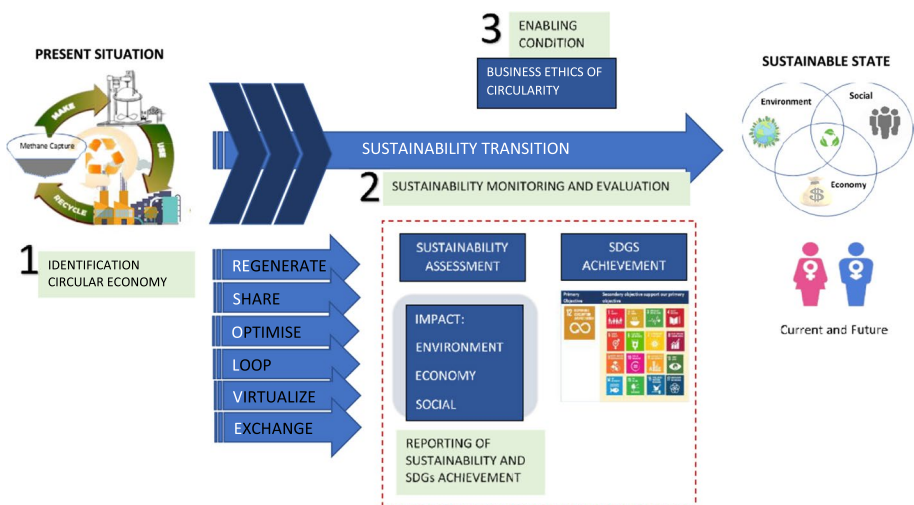 3
ENABLING
CONDITION
BUSINESS ETHICS OF
CIRCULARITY
PRESENT SITUATION
MAKE
USE
RECYCLE
Methane Capture
SUSTAINABILITY TRANSITION
SUSTAINABLE STATE
Environment
Social
Economy
2
SUSTAINABILITY MONITORING AND EVALUATION
1
IDENTIFICATION
CIRCULAR ECONOMY
REGENERATE
SHARE
OPTIMISE
LOOP
VIRTUALIZE
EXCHANGE
SUSTAINABILITY
ASSESSMENT
SDGS
ACHIEVEMENT
IMPACT:
ENVIRONMENT
ECONOMY
SOCIAL
Primary
Objective
Secondary objective support our primary
objective
REPORTING OF
SUSTAINABILITY AND
SDGs ACHIEVEMENT
Current and Future